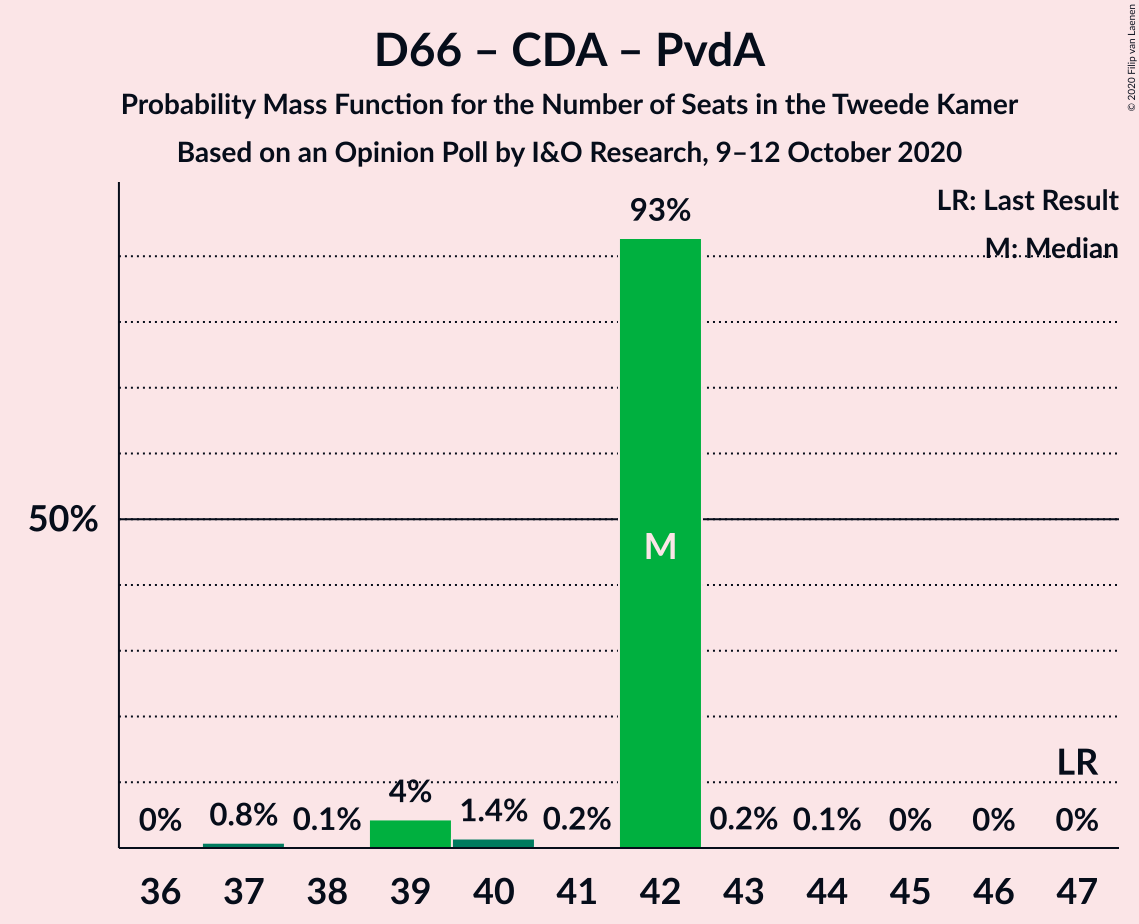 D66 – CDA – PvdA
Probability Mass Function for the Number of Seats in the Tweede Kamer
Based on an Opinion Poll by I&O Research, 9–12 October 2020
© 2020 Filip van Laenen
LR: Last Result
M: Median
93%
50%
M
LR
0%
0.8%
0.1%
4%
1.4%
0.2%
0.2%
0.1%
0%
0%
0%
36 37 38 39 40 41 42 43 44 45 46 47